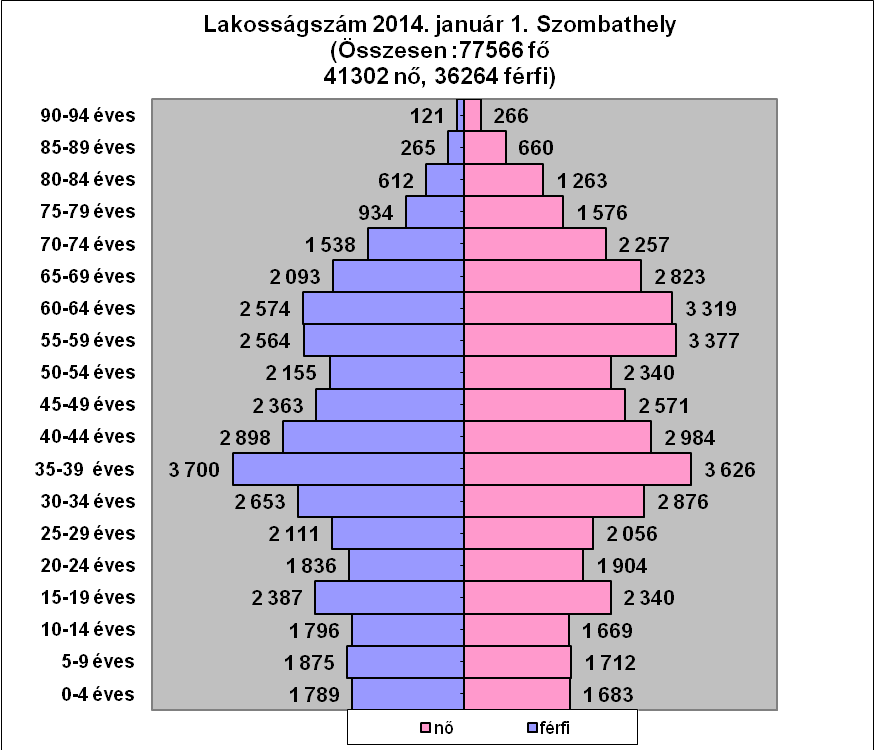 Lakosságszám 2014. január 1. Szombathely
(Összesen :77566 fő
41302 nő, 36264 férfi)
90-94 éves 121 266
85-89 éves 265 660
80-84 éves 612 1 263
75-79 éves 934 1 576
70-74 éves 1 538 2 257
65-69 éves 2 093 2 823
60-64 éves 2 574 3 319
55-59 éves 2 564 3 377
50-54 éves 2 155 2 340
45-49 éves 2 363 2 571
40-44 éves 2 898 2 984
35-39 éves 3 700 3 626
30-34 éves 2 653 2 876
25-29 éves 2 111 2 056
20-24 éves 1 836 1 904
15-19 éves 2 387 2 340
10-14 éves 1 796 1 669
5-9 éves 1 875 1 712
0-4 éves 1 789 1 683
nő férfi